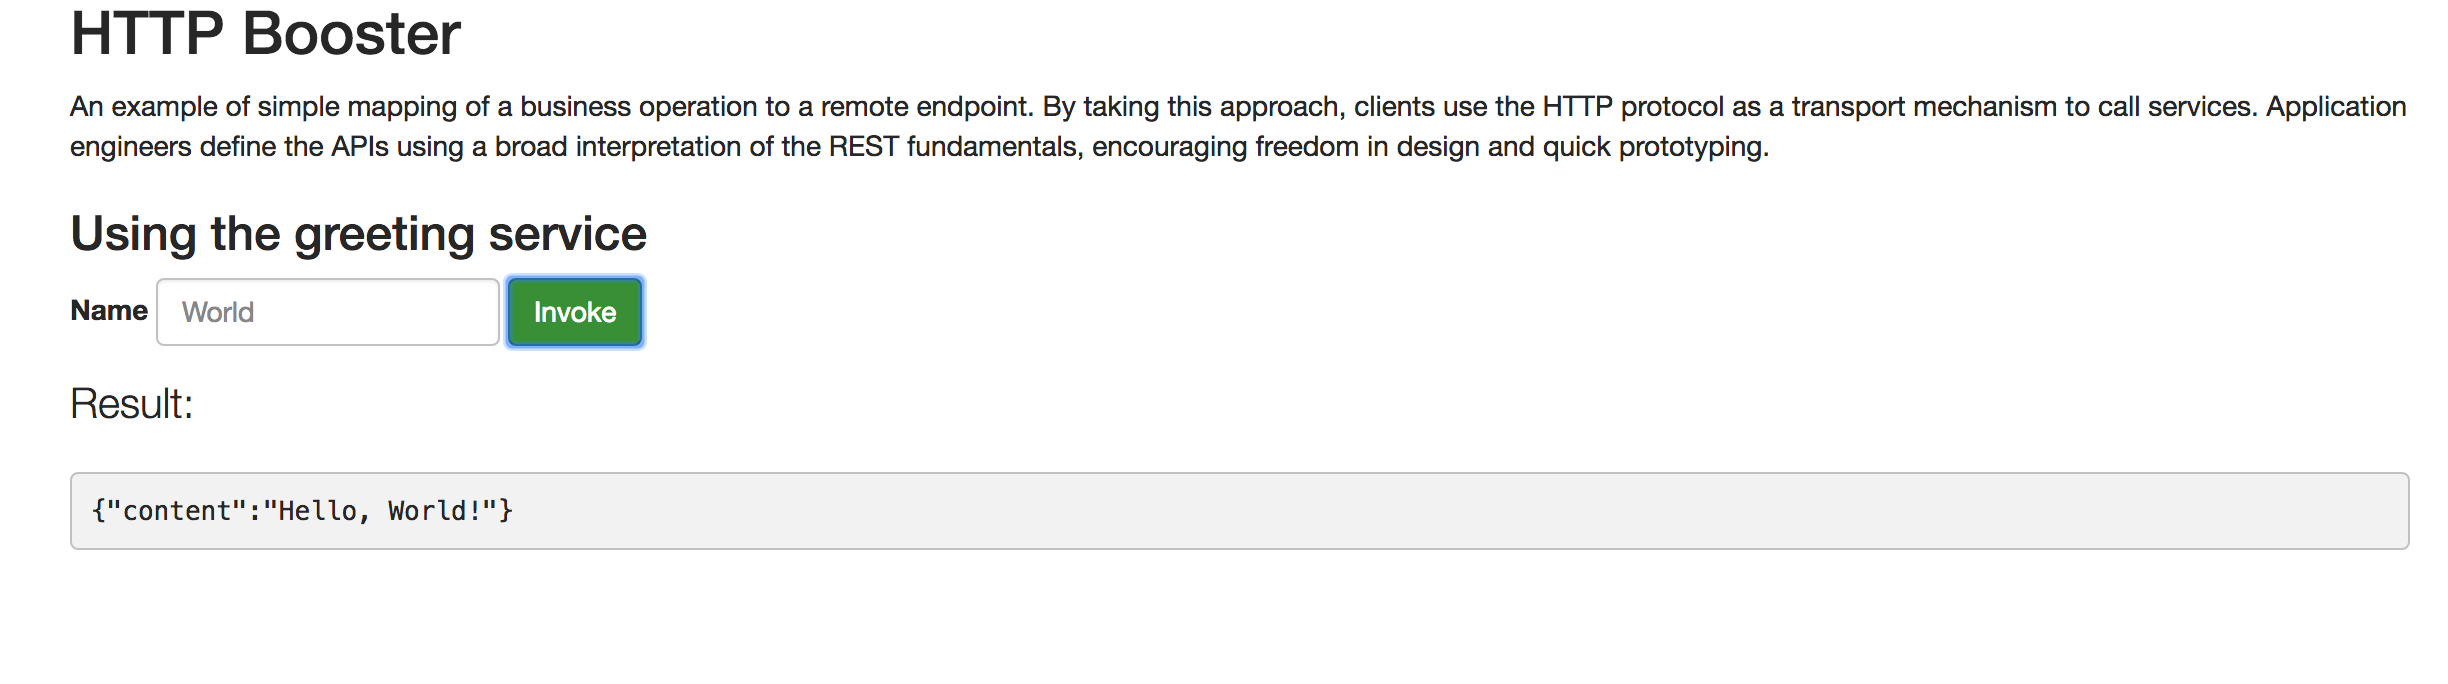 HTTP Booster
An example of simple mapping of a business operation to a remote endpoint. By taking this approach, clients use the HTTP protocol as a transport mechanism to call services. Application
engineers define the APIs using a broad interpretation of the REST fundamentals, encouraging freedom in design and quick prototyping.
Using the greeting service
Name World Invoke
Result:
{"content":"Hello, World!"}